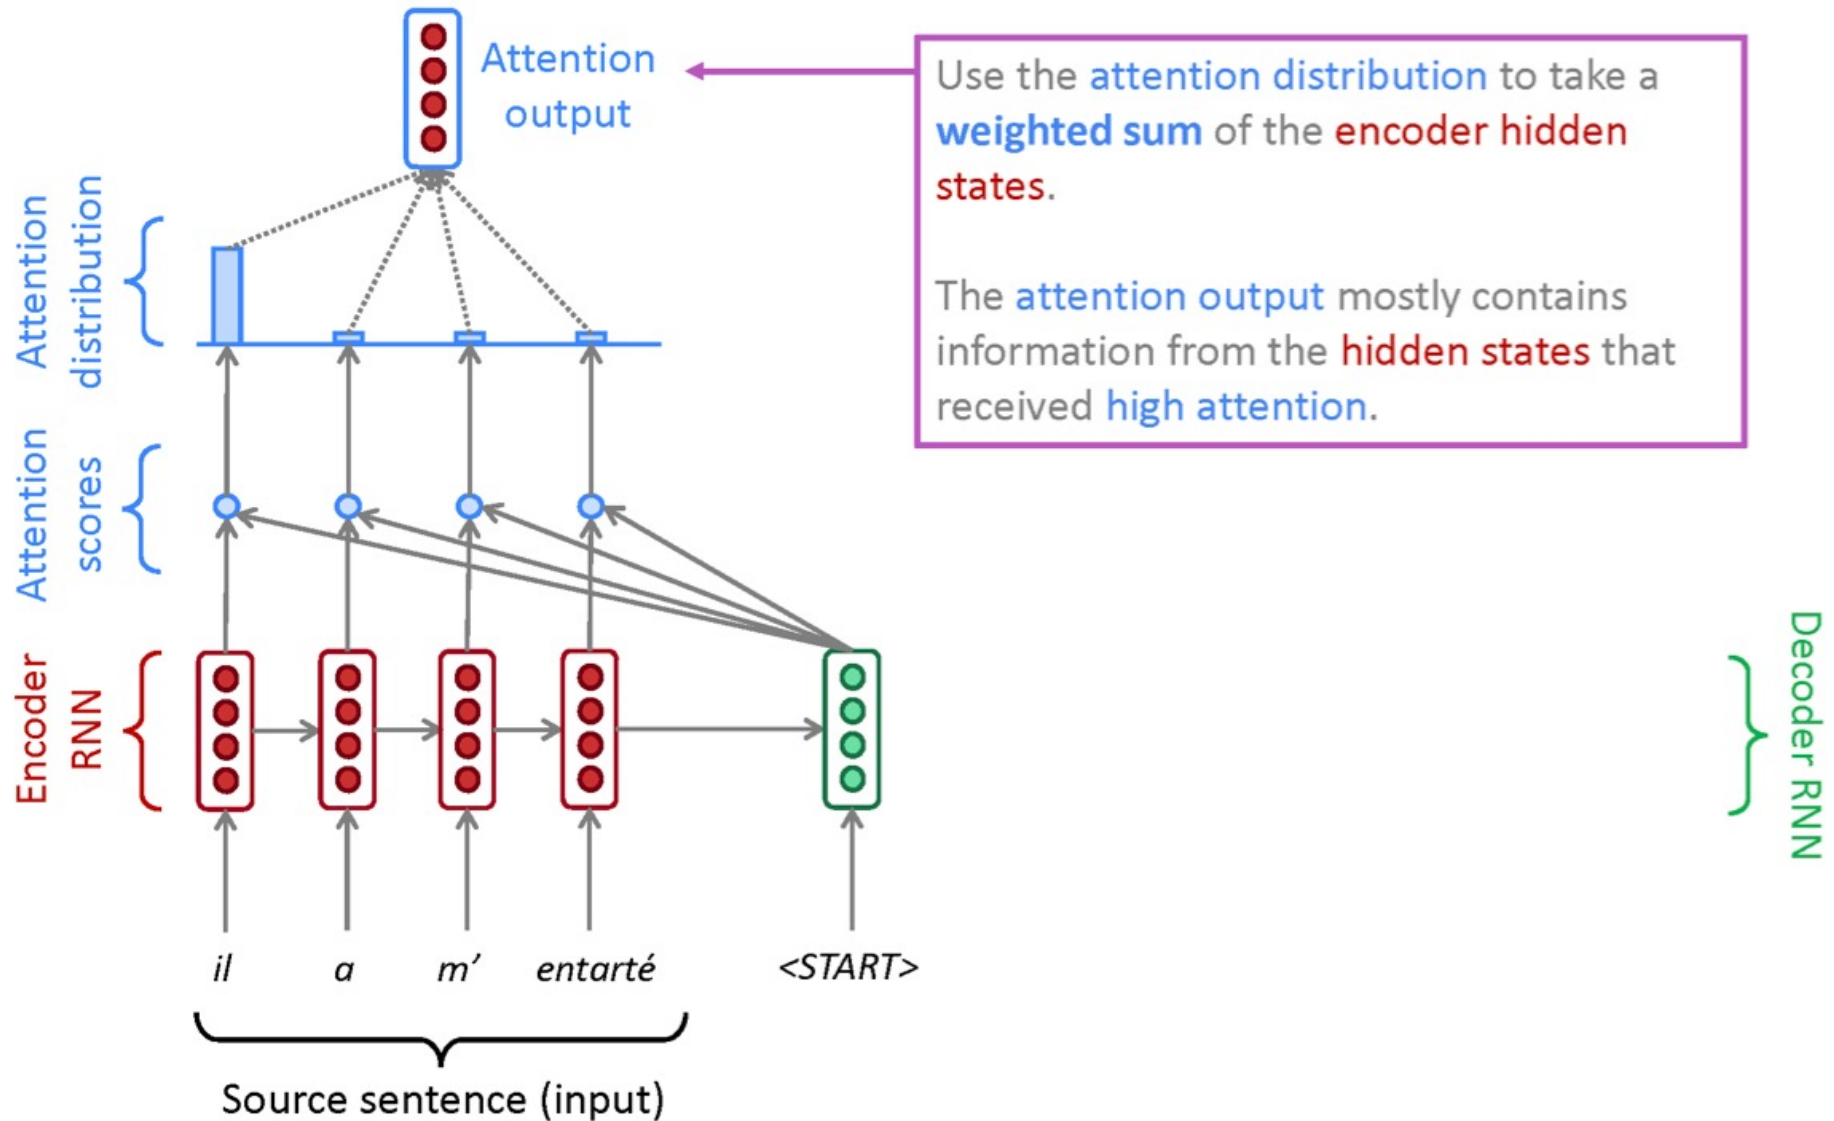 Attention
output
Use the attention distribution to take a
weighted sum of the encoder hidden
states.
The attention output mostly contains
information from the hidden states that
received high attention.
Attention
distribution
Attention
scores
Encoder
RNN
Decoder RNN
il a m’ entarté <START>
Source sentence (input)